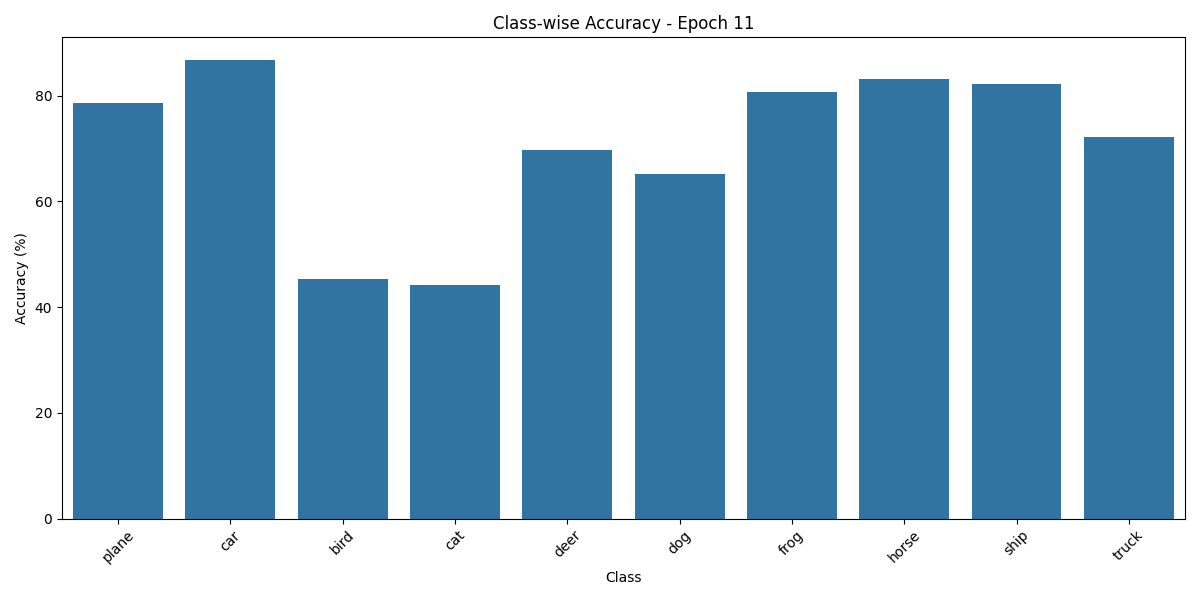 Class-wise Accuracy - Epoch 11
Accuracy (%)
80
60
40
20
0
plane
car
bird
cat
deer
dog
frog
horse
ship
truck
Class